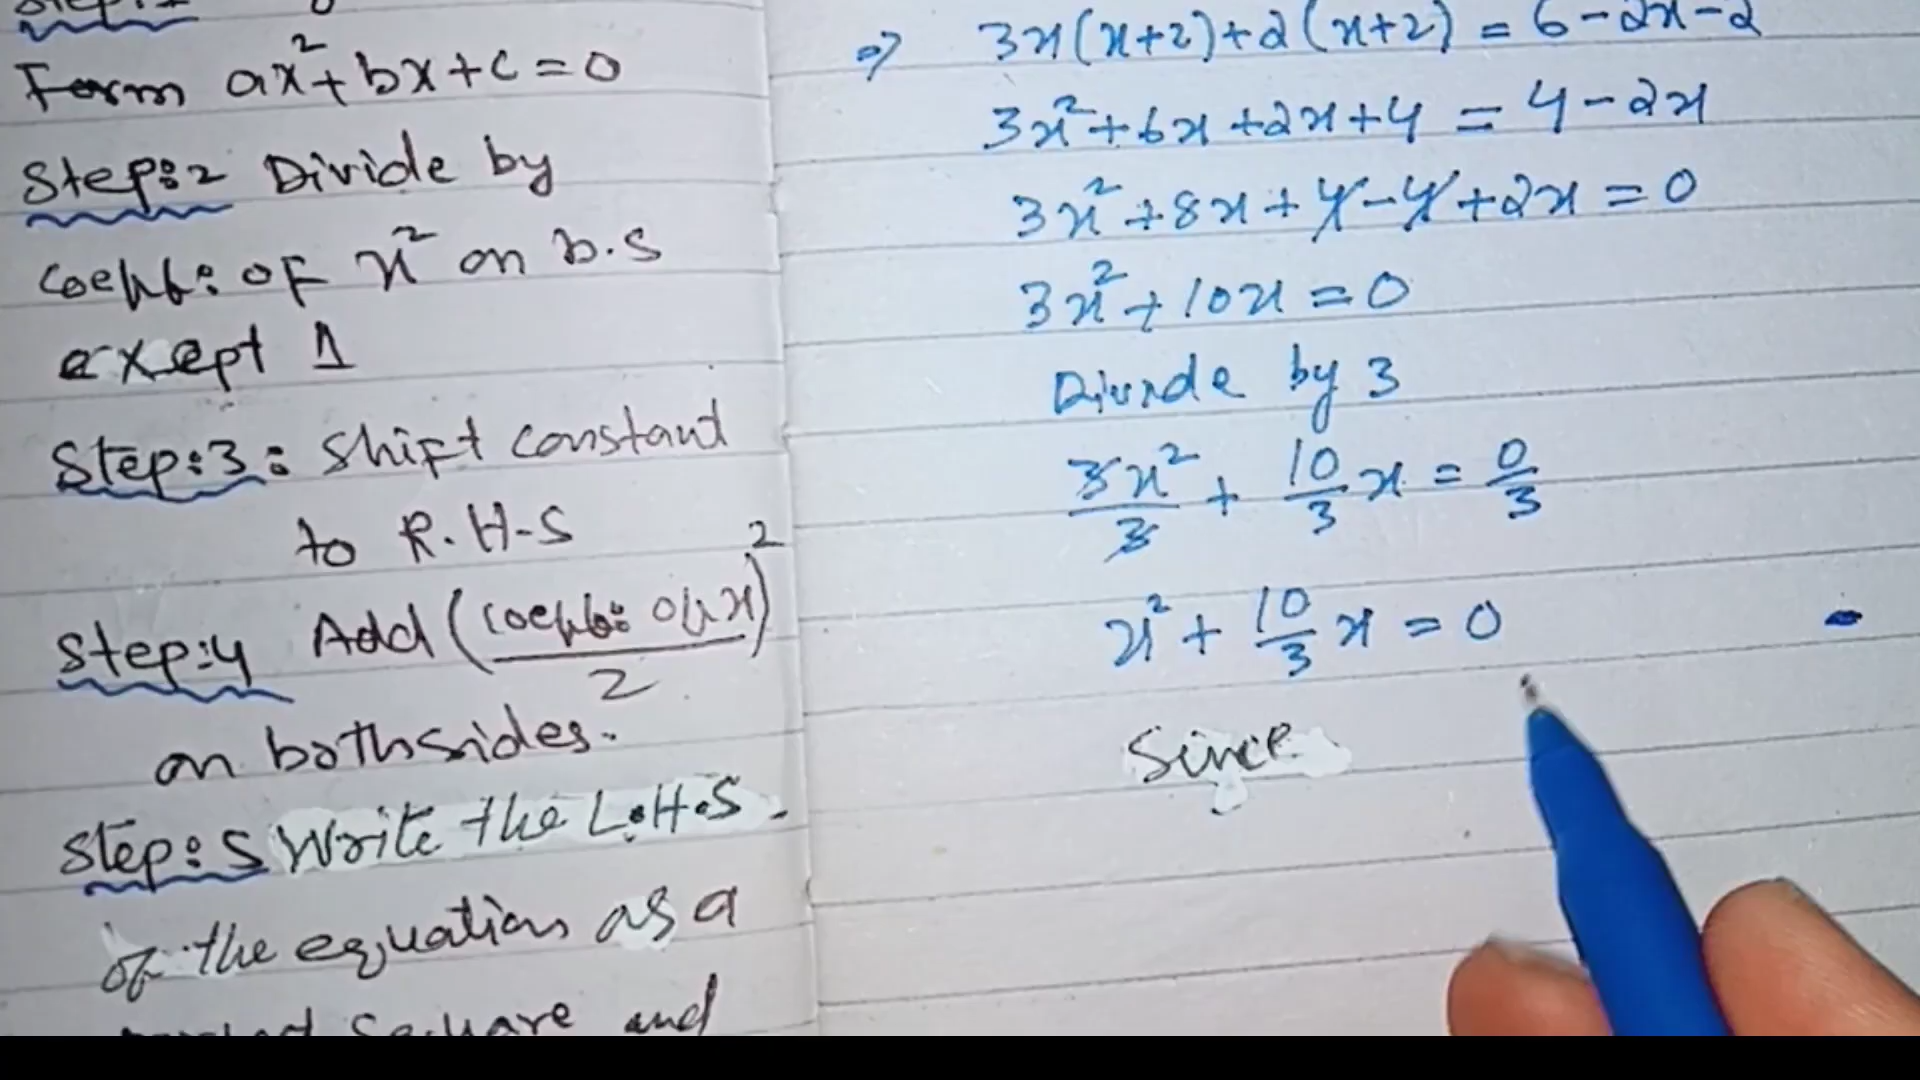 Form ax²+bx+c=0
Step:2 Divide by
coeff: of x² on b.s
except 1
Step:3: Shift constant
to R.H-S
Step:4 Add (coeff: of x / 2)²
on bothsides.
Step:5 Write the L.H.S
of the equation as a
square and
⇒ 3x(x+2)+2(x+2)=6-2x-2
3x²+6x+2x+4=4-2x
3x²+8x+4-4+2x=0
3x²+10x=0
Divide by 3
3x²/3 + 10/3 x = 0/3
x² + 10/3 x = 0
Since